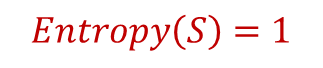 Entropy(S) = 1